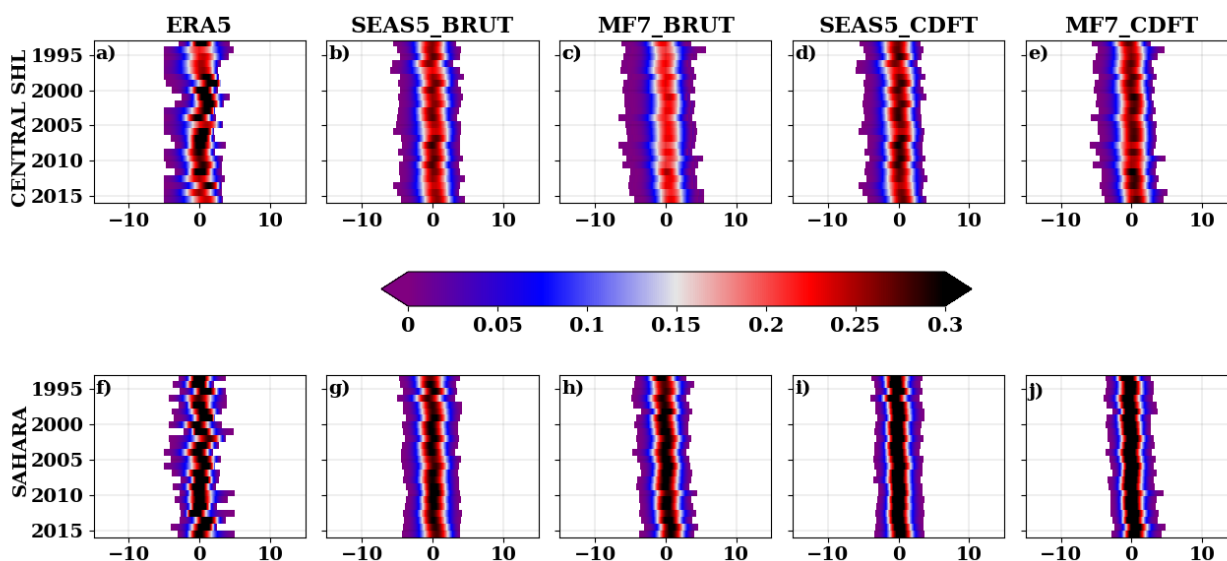 ERA5 SEAS5_BRUT MF7_BRUT SEAS5_CDFT MF7_CDFT
CENTRAL SHL
a) b) c) d) e)
1995
2000
2005
2010
2015
−10 0 10 −10 0 10 −10 0 10 −10 0 10 −10 0 10
0 0.05 0.1 0.15 0.2 0.25 0.3
SAHARA
f) g) h) i) j)
1995
2000
2005
2010
2015
−10 0 10 −10 0 10 −10 0 10 −10 0 10 −10 0 10